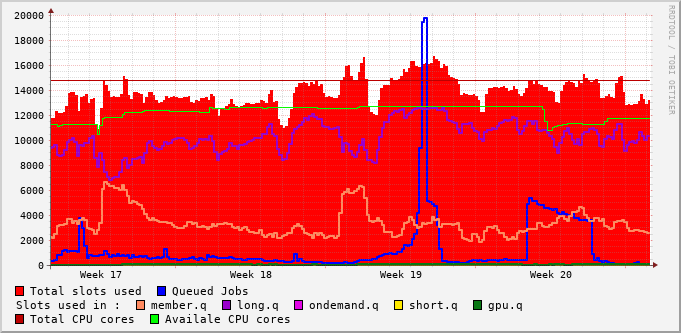 20000
18000
16000
14000
12000
10000
8000
6000
4000
2000
0
Week 17 Week 18 Week 19 Week 20
Total slots used Queued Jobs
Slots used in : member.q long.q ondemand.q short.q gpu.q
Total CPU cores Availale CPU cores
RRDTOOL / TOBI OETIKER